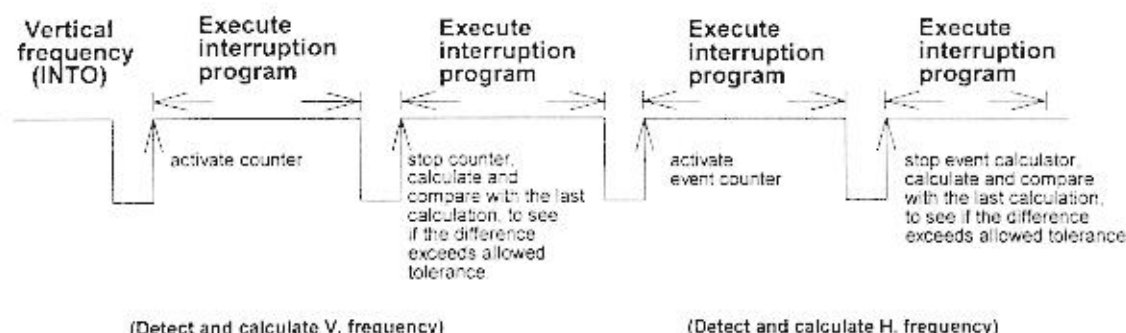 Vertical
frequency
(INTO)
Execute
interruption
program
Execute
interruption
program
Execute
interruption
program
Execute
interruption
program
activate counter
stop counter,
calculate and
compare with the last
calculation, to see
if the difference
exceeds allowed
tolerance
activate
event counter
stop event calculator,
calculate and compare
with the last calculation,
to see if the difference
exceeds allowed tolerance
(Detect and calculate V. frequency)
(Detect and calculate H. frequency)